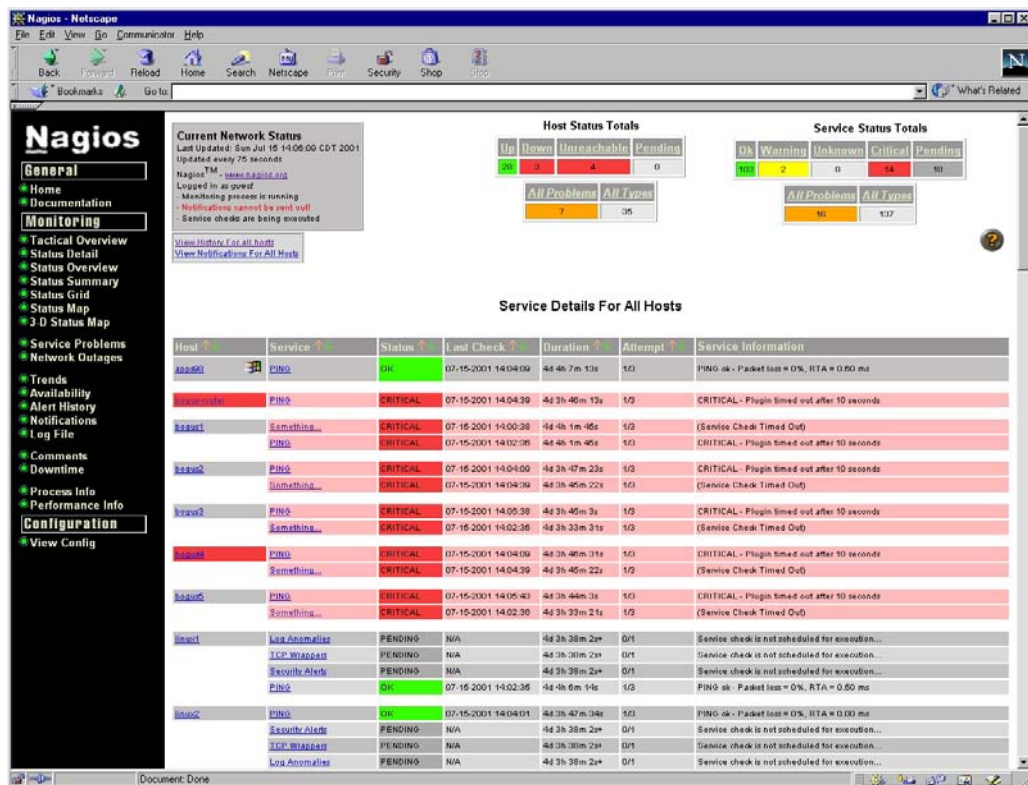 Nagios - Netscape
File Edit View Go Communicator Help
Back Forward Reload Home Search Netscape Print Security Shop Stop
Bookmarks Go to: What's Related
Nagios
General
Home
Documentation
Monitoring
Tactical Overview
Status Detail
Status Overview
Status Summary
Status Grid
Status Map
3-D Status Map
Service Problems
Network Outages
Trends
Availability
Alert History
Notifications
Log File
Comments
Downtime
Process Info
Performance Info
Configuration
View Config
Current Network Status
Last Updated: Sun Jul 15 14:06:09 CDT 2001
Updated every 75 seconds
Nagios™ - www.nagios.org
Logged in as guest
- Monitoring process is running
- Notifications cannot be sent out!
- Service checks are being executed
View History For all hosts
View Notifications For All Hosts
Host Status Totals
Up Down Unreachable Pending
28 3 4 0
All Problems All Types
7 35
Service Status Totals
Ok Warning Unknown Critical Pending
103 2 0 14 18
All Problems All Types
16 137
Service Details For All Hosts
Host Service Status Last Check Duration Attempt Service Information
PING OK 07-15-2001 14:04:09 4d 4h 7m 13s 1/3 PING ok - Packet loss = 0%, RTA = 0.60 ms
bogus-router PING CRITICAL 07-15-2001 14:04:39 4d 3h 46m 13s 1/3 CRITICAL - Plugin timed out after 10 seconds
bogus1 Something... CRITICAL 07-15-2001 14:00:38 4d 4h 1m 46s 1/3 (Service Check Timed Out)
PING CRITICAL 07-15-2001 14:02:36 4d 4h 1m 46s 1/3 CRITICAL - Plugin timed out after 10 seconds
bogus2 PING CRITICAL 07-15-2001 14:04:09 4d 3h 47m 23s 1/3 CRITICAL - Plugin timed out after 10 seconds
Something... CRITICAL 07-15-2001 14:04:39 4d 3h 45m 22s 1/3 (Service Check Timed Out)
bogus3 PING CRITICAL 07-15-2001 14:05:38 4d 3h 45m 3s 1/3 CRITICAL - Plugin timed out after 10 seconds
Something... CRITICAL 07-15-2001 14:02:36 4d 3h 33m 31s 1/3 (Service Check Timed Out)
bogus4 PING CRITICAL 07-15-2001 14:04:09 4d 3h 46m 31s 1/3 CRITICAL - Plugin timed out after 10 seconds
Something... CRITICAL 07-15-2001 14:04:39 4d 3h 45m 22s 1/3 (Service Check Timed Out)
bogus5 PING CRITICAL 07-15-2001 14:05:43 4d 3h 44m 3s 1/3 CRITICAL - Plugin timed out after 10 seconds
Something... CRITICAL 07-15-2001 14:02:36 4d 3h 33m 21s 1/3 (Service Check Timed Out)
linux1 Log Anomalies PENDING N/A 4d 3h 38m 2s+ 0/1 Service check is not scheduled for execution...
TCP Wrappers PENDING N/A 4d 3h 38m 2s+ 0/1 Service check is not scheduled for execution...
Security Alerts PENDING N/A 4d 3h 38m 2s+ 0/1 Service check is not scheduled for execution...
PING OK 07-15-2001 14:02:36 4d 4h 6m 14s 1/3 PING ok - Packet loss = 0%, RTA = 0.60 ms
linux2 PING OK 07-15-2001 14:04:01 4d 3h 47m 34s 1/3 PING ok - Packet loss = 0%, RTA = 0.00 ms
Security Alerts PENDING N/A 4d 3h 38m 2s+ 0/1 Service check is not scheduled for execution...
TCP Wrappers PENDING N/A 4d 3h 38m 2s+ 0/1 Service check is not scheduled for execution...
Log Anomalies PENDING N/A 4d 3h 38m 2s+ 0/1 Service check is not scheduled for execution...
Document: Done